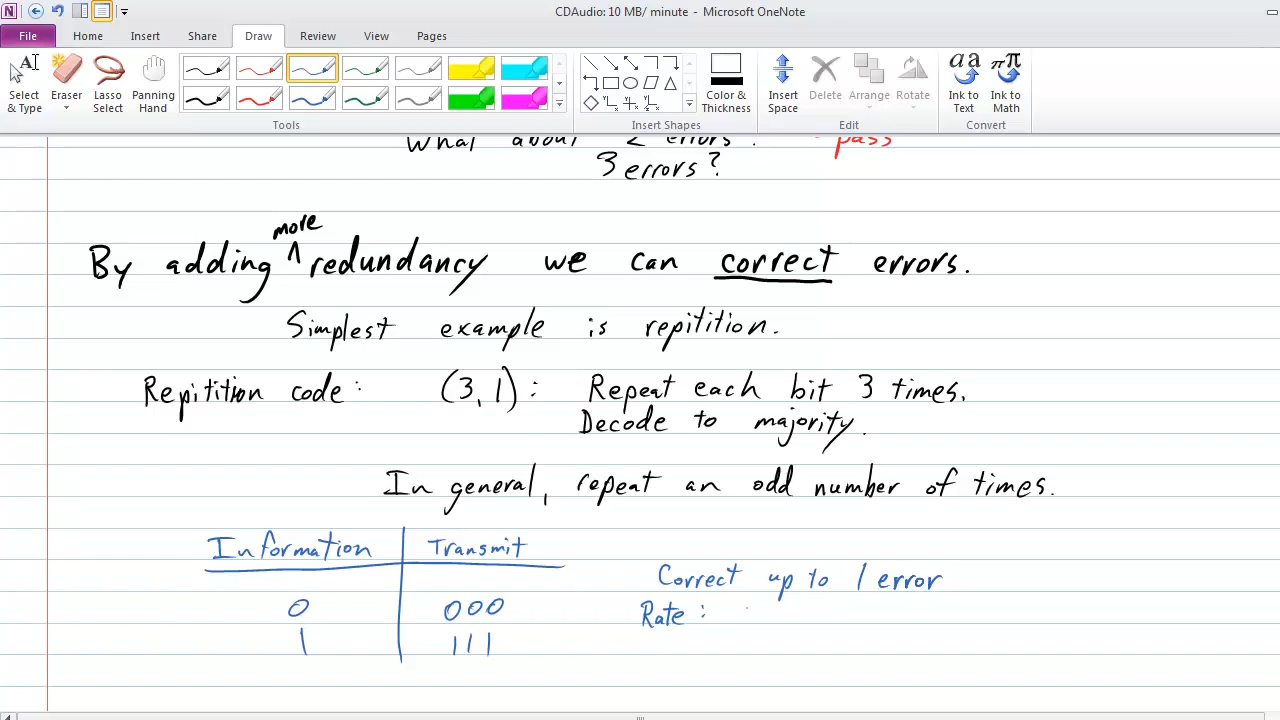 CDAudio: 10 MB/ minute - Microsoft OneNote
File Home Insert Share Draw Review View Pages
Select & Type
Eraser
Lasso Select
Panning Hand
Color & Thickness
Insert Space
Delete
Arrange
Rotate
Ink to Text
Ink to Math
Tools Insert Shapes Edit Convert
What about 2 errors? - pass
3 errors?
more
By adding ^ redundancy we can correct errors.
Simplest example is repitition.
Repitition code: (3, 1): Repeat each bit 3 times.
Decode to majority.
In general, repeat an odd number of times.
Information Transmit
Correct up to 1 error
0 000
Rate:
1 111